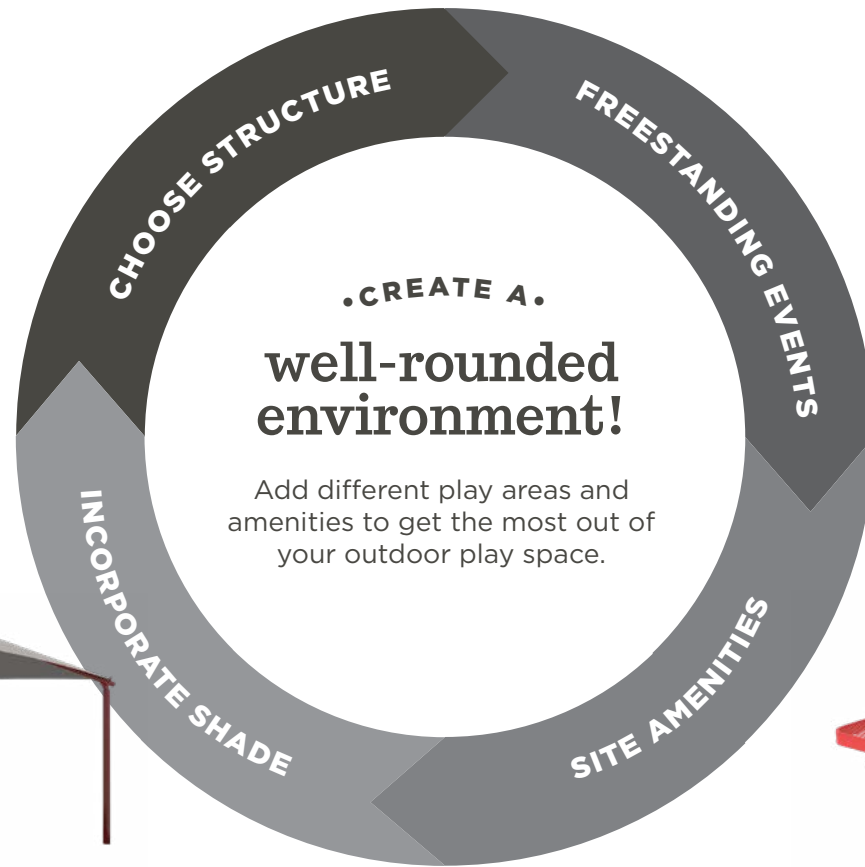 CHOOSE STRUCTURE
FREESTANDING EVENTS
SITE AMENITIES
INCORPORATE SHADE
•CREATE A•
well-rounded
environment!
Add different play areas and
amenities to get the most out of
your outdoor play space.